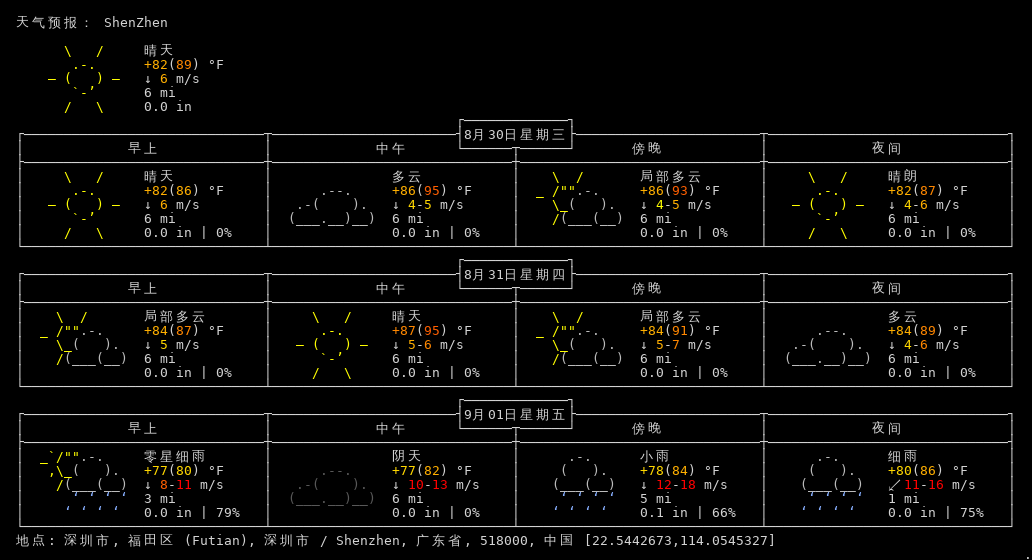 天气预报： ShenZhen
晴天
+82(89) °F
↓ 6 m/s
6 mi
0.0 in
8月30日星期三
早上 中午 傍晚 夜间
晴天 多云 局部多云 晴朗
+82(86) °F +86(95) °F +86(93) °F +82(87) °F
↓ 6 m/s ↓ 4-5 m/s ↓ 4-5 m/s ↓ 4-6 m/s
6 mi 6 mi 6 mi 6 mi
0.0 in | 0% 0.0 in | 0% 0.0 in | 0% 0.0 in | 0%
8月31日星期四
早上 中午 傍晚 夜间
局部多云 晴天 局部多云 多云
+84(87) °F +87(95) °F +84(91) °F +84(89) °F
↓ 5 m/s ↓ 5-6 m/s ↓ 5-7 m/s ↓ 4-6 m/s
6 mi 6 mi 6 mi 6 mi
0.0 in | 0% 0.0 in | 0% 0.0 in | 0% 0.0 in | 0%
9月01日星期五
早上 中午 傍晚 夜间
零星细雨 阴天 小雨 细雨
+77(80) °F +77(82) °F +78(84) °F +80(86) °F
↓ 8-11 m/s ↓ 10-13 m/s ↓ 12-18 m/s ↙ 11-16 m/s
3 mi 6 mi 5 mi 1 mi
0.0 in | 79% 0.0 in | 0% 0.1 in | 66% 0.0 in | 75%
地点: 深圳市, 福田区 (Futian), 深圳市 / Shenzhen, 广东省, 518000, 中国 [22.5442673,114.0545327]